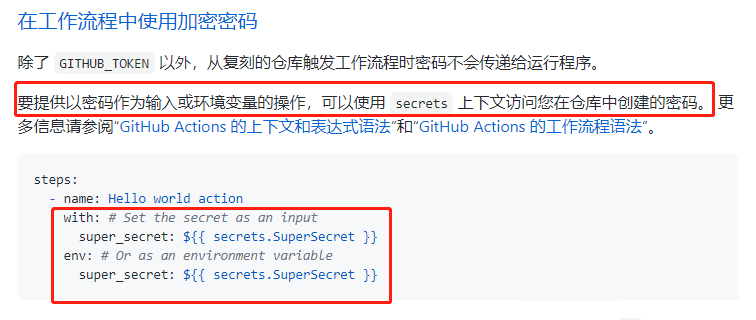 在工作流程中使用加密密码
除了 GITHUB_TOKEN 以外，从复刻的仓库触发工作流程时密码不会传递给运行程序。
要提供以密码作为输入或环境变量的操作，可以使用 secrets 上下文访问您在仓库中创建的密码。 更
多信息请参阅“GitHub Actions 的上下文和表达式语法”和“GitHub Actions 的工作流程语法”。
steps:
  - name: Hello world action
    with: # Set the secret as an input
      super_secret: ${{ secrets.SuperSecret }}
    env: # Or as an environment variable
      super_secret: ${{ secrets.SuperSecret }}